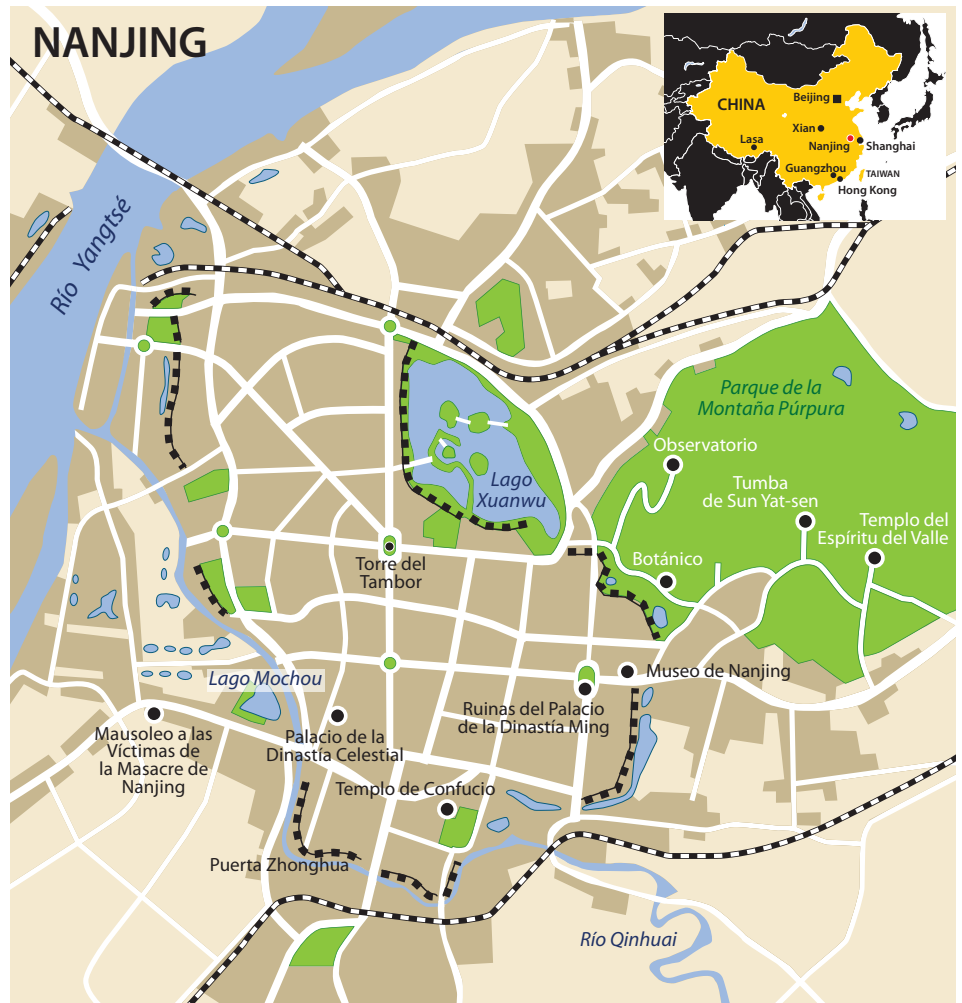 NANJING
CHINA
Beijing
Xian
Lasa
Nanjing
Shanghai
Guangzhou
TAIWAN
Hong Kong
Río Yangtsé
Parque de la
Montaña Púrpura
Observatorio
Tumba
de Sun Yat-sen
Templo del
Espíritu del Valle
Lago
Xuanwu
Botánico
Torre del
Tambor
Museo de Nanjing
Lago Mochou
Ruinas del Palacio
de la Dinastía Ming
Mausoleo a las
Víctimas de
la Masacre de
Nanjing
Palacio de la
Dinastía Celestial
Templo de Confucio
Puerta Zhonghua
Río Qinhuai